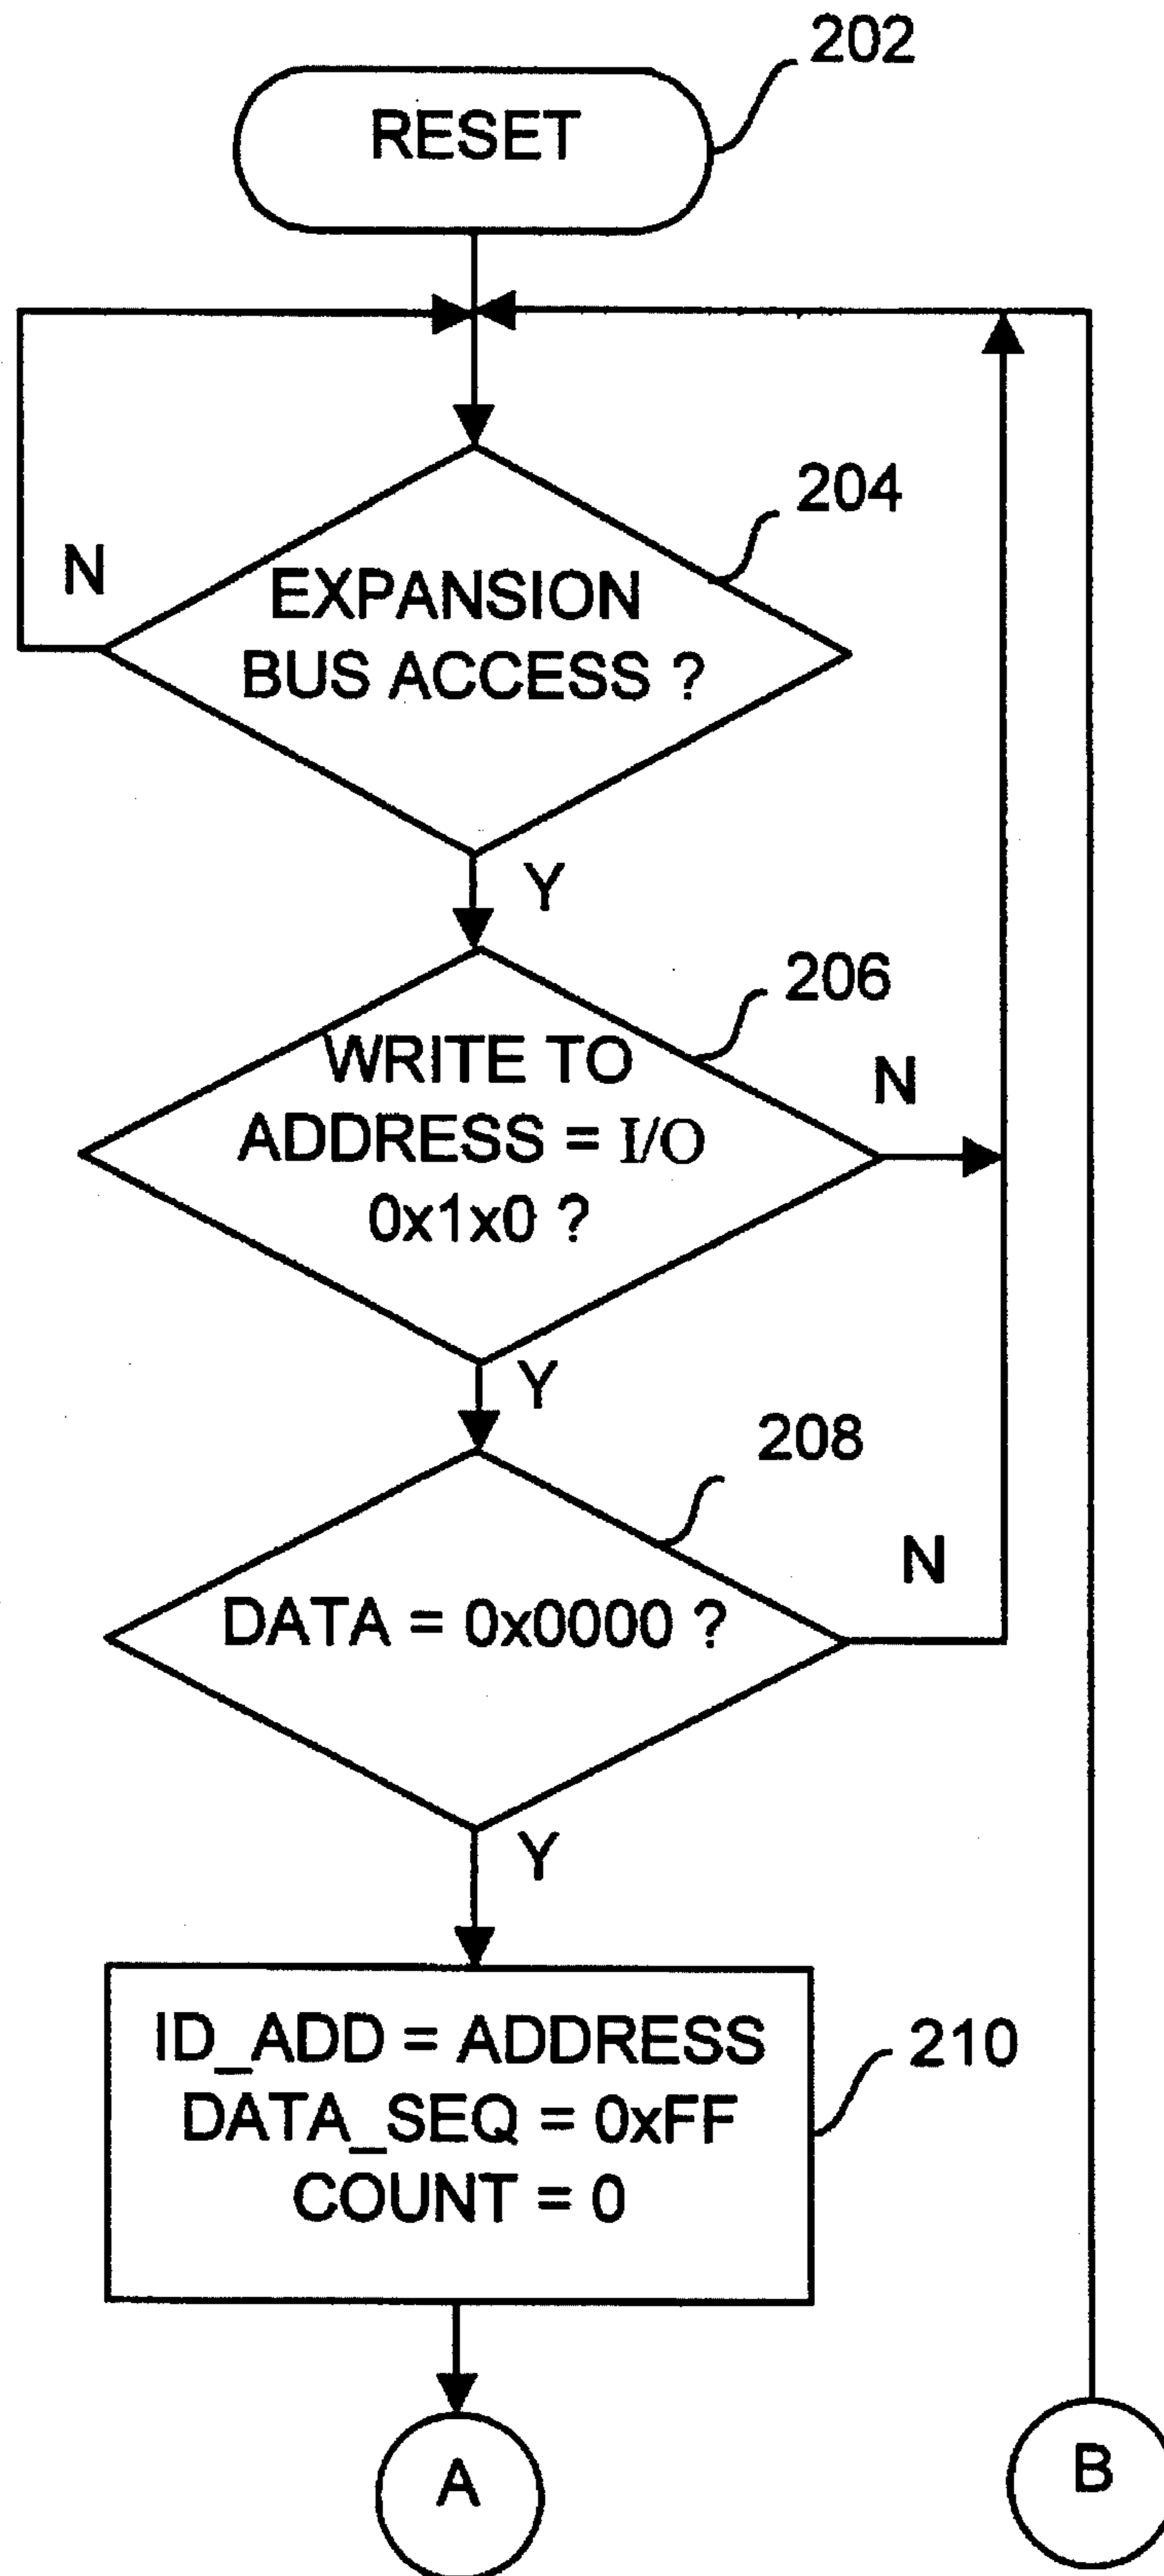 202
RESET
204
N
EXPANSION
BUS ACCESS ?
Y
206
WRITE TO
N
ADDRESS = I/O
0x1x0 ?
Y
208
N
DATA = 0x0000 ?
Y
ID_ADD = ADDRESS
210
DATA_SEQ = 0xFF
COUNT = 0
A
B